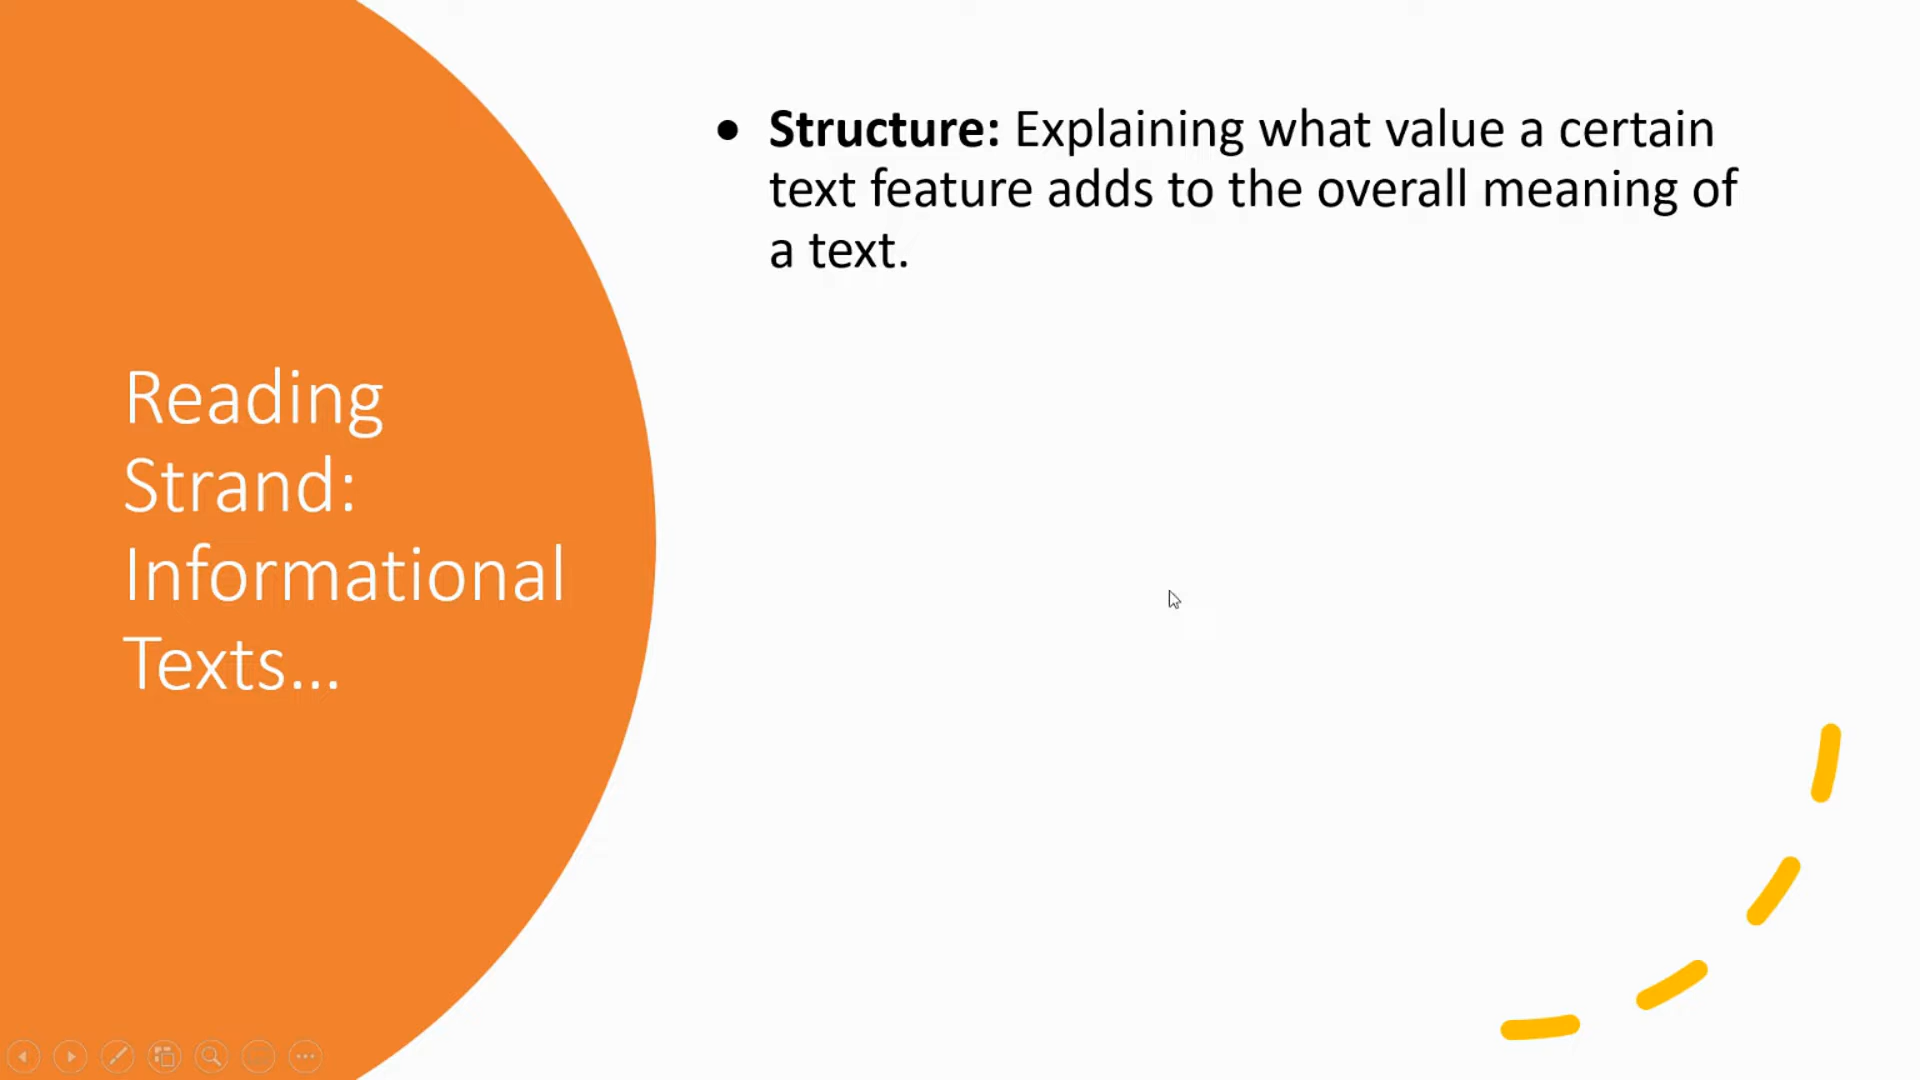 Reading
Strand:
Informational
Texts...
• Structure: Explaining what value a certain
text feature adds to the overall meaning of
a text.